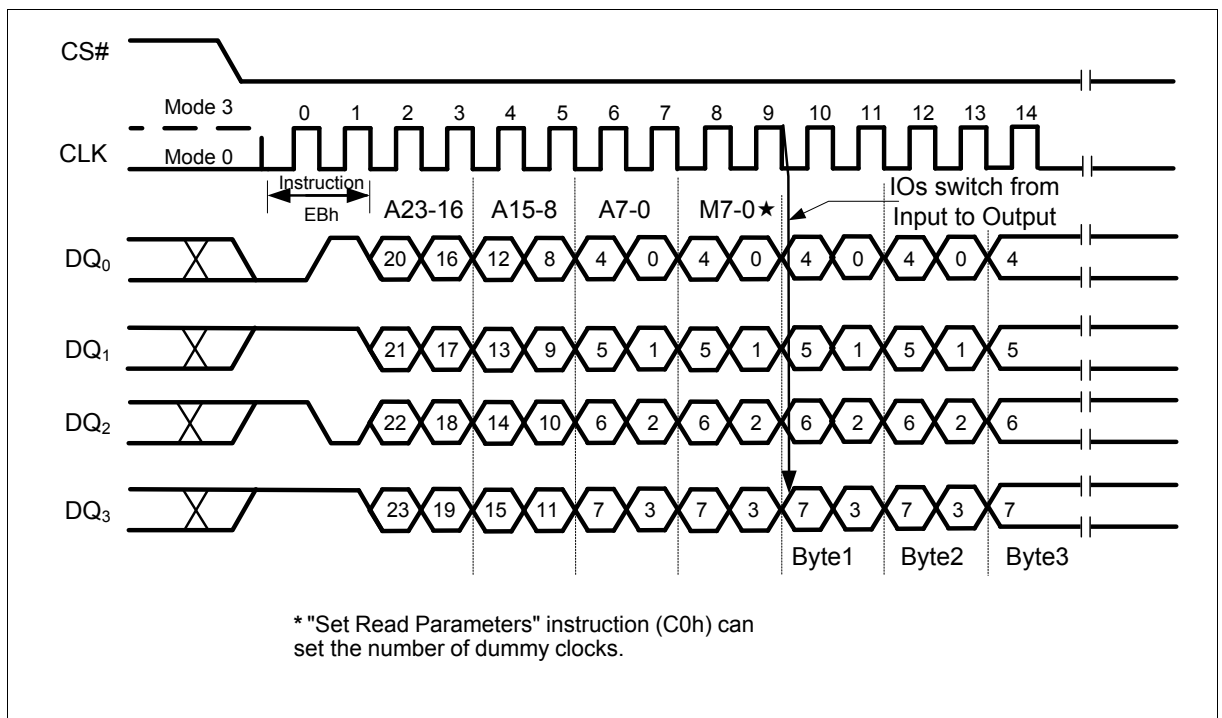 CS#
Mode 3
0 1 2 3 4 5 6 7 8 9 10 11 12 13 14
CLK
Mode 0
Instruction
EBh
A23-16 A15-8 A7-0 M7-0★
IOs switch from
Input to Output
DQ₀ 20 16 12 8 4 0 4 0 4 0 4 0 4
DQ₁ 21 17 13 9 5 1 5 1 5 1 5 1 5
DQ₂ 22 18 14 10 6 2 6 2 6 2 6 2 6
DQ₃ 23 19 15 11 7 3 7 3 7 3 7 3 7
Byte1 Byte2 Byte3
* "Set Read Parameters" instruction (C0h) can
set the number of dummy clocks.